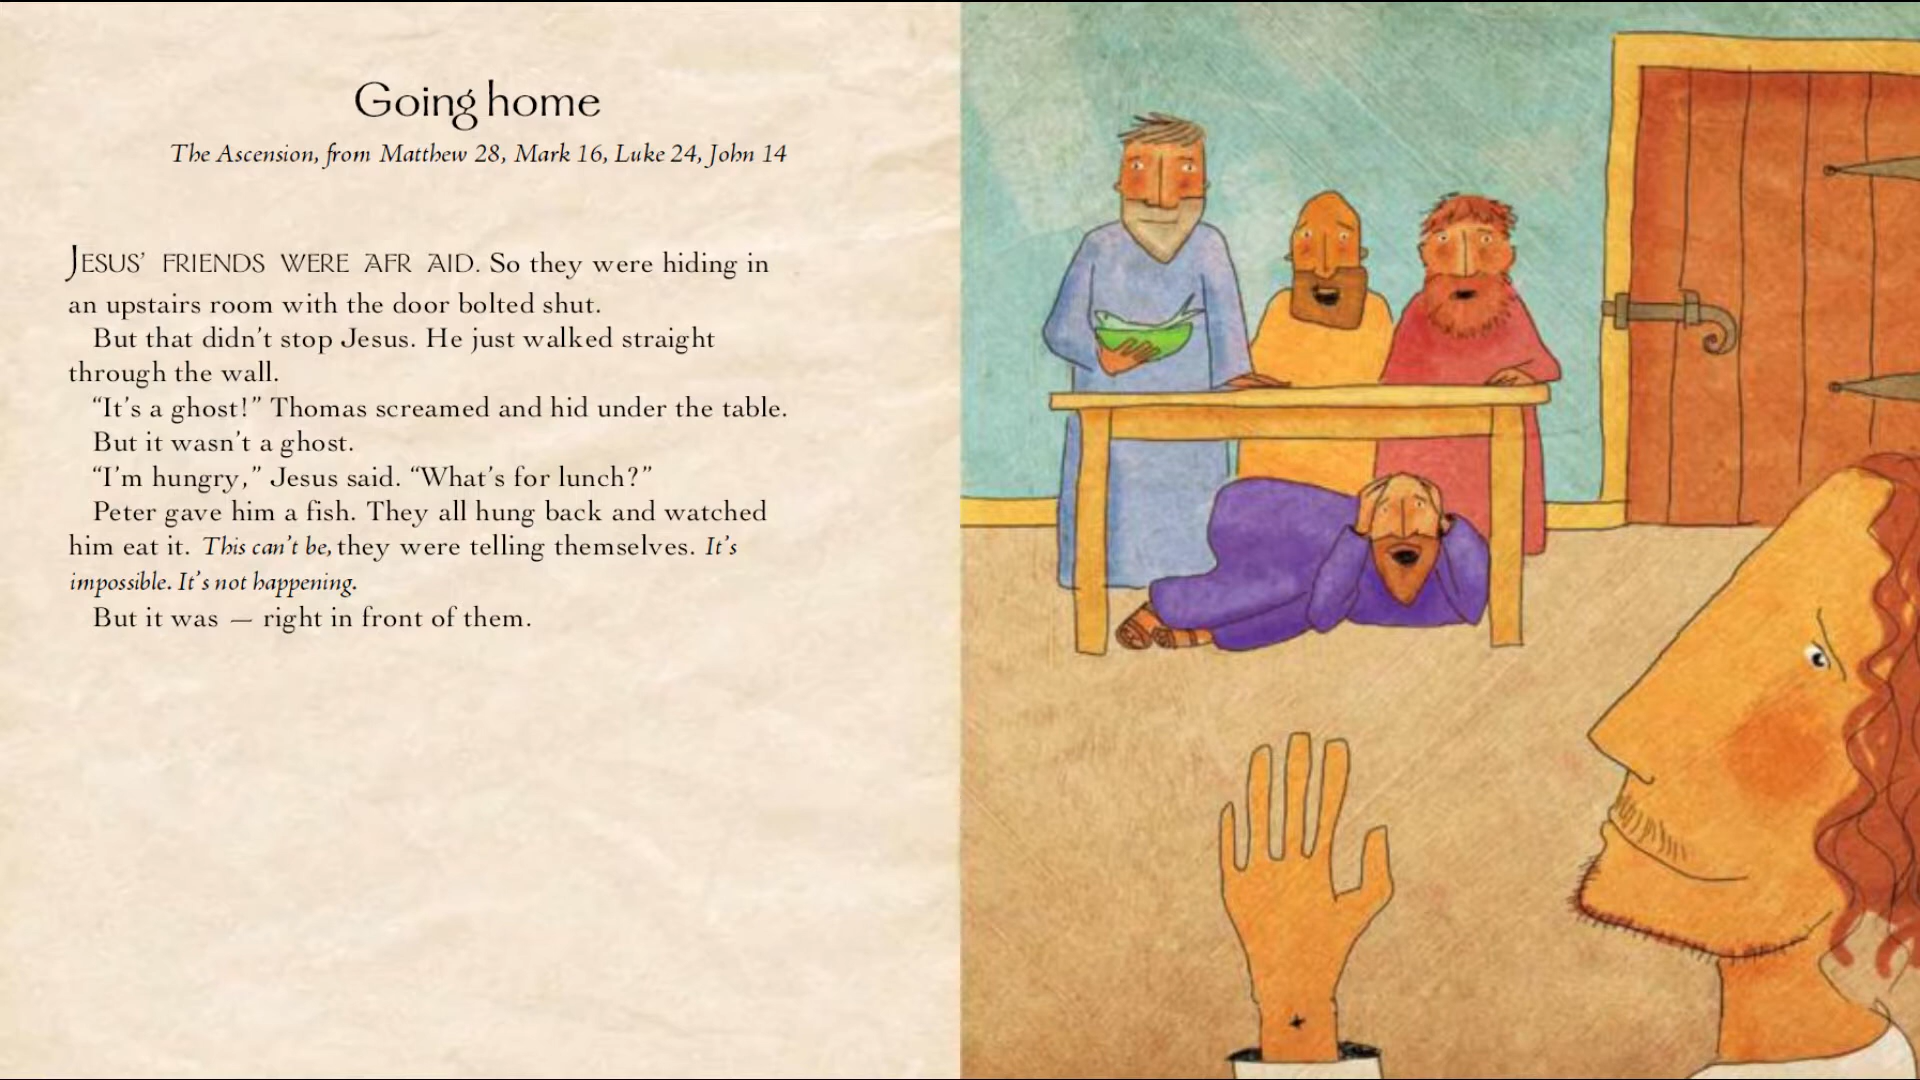 Going home
The Ascension, from Matthew 28, Mark 16, Luke 24, John 14
JESUS’ FRIENDS WERE AFR AID. So they were hiding in
an upstairs room with the door bolted shut.
But that didn’t stop Jesus. He just walked straight
through the wall.
“It’s a ghost!” Thomas screamed and hid under the table.
But it wasn’t a ghost.
“I’m hungry,” Jesus said. “What’s for lunch?”
Peter gave him a fish. They all hung back and watched
him eat it. This can’t be, they were telling themselves. It’s
impossible. It’s not happening.
But it was — right in front of them.